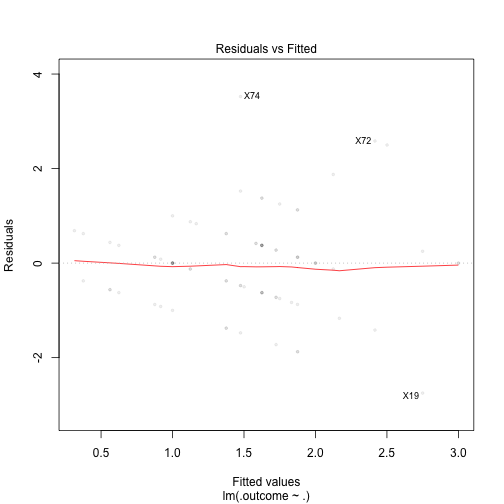 Residuals vs Fitted
4
2
0
-2
Residuals
X74
X72
X19
0.5 1.0 1.5 2.0 2.5 3.0
Fitted values
lm(.outcome ~ .)